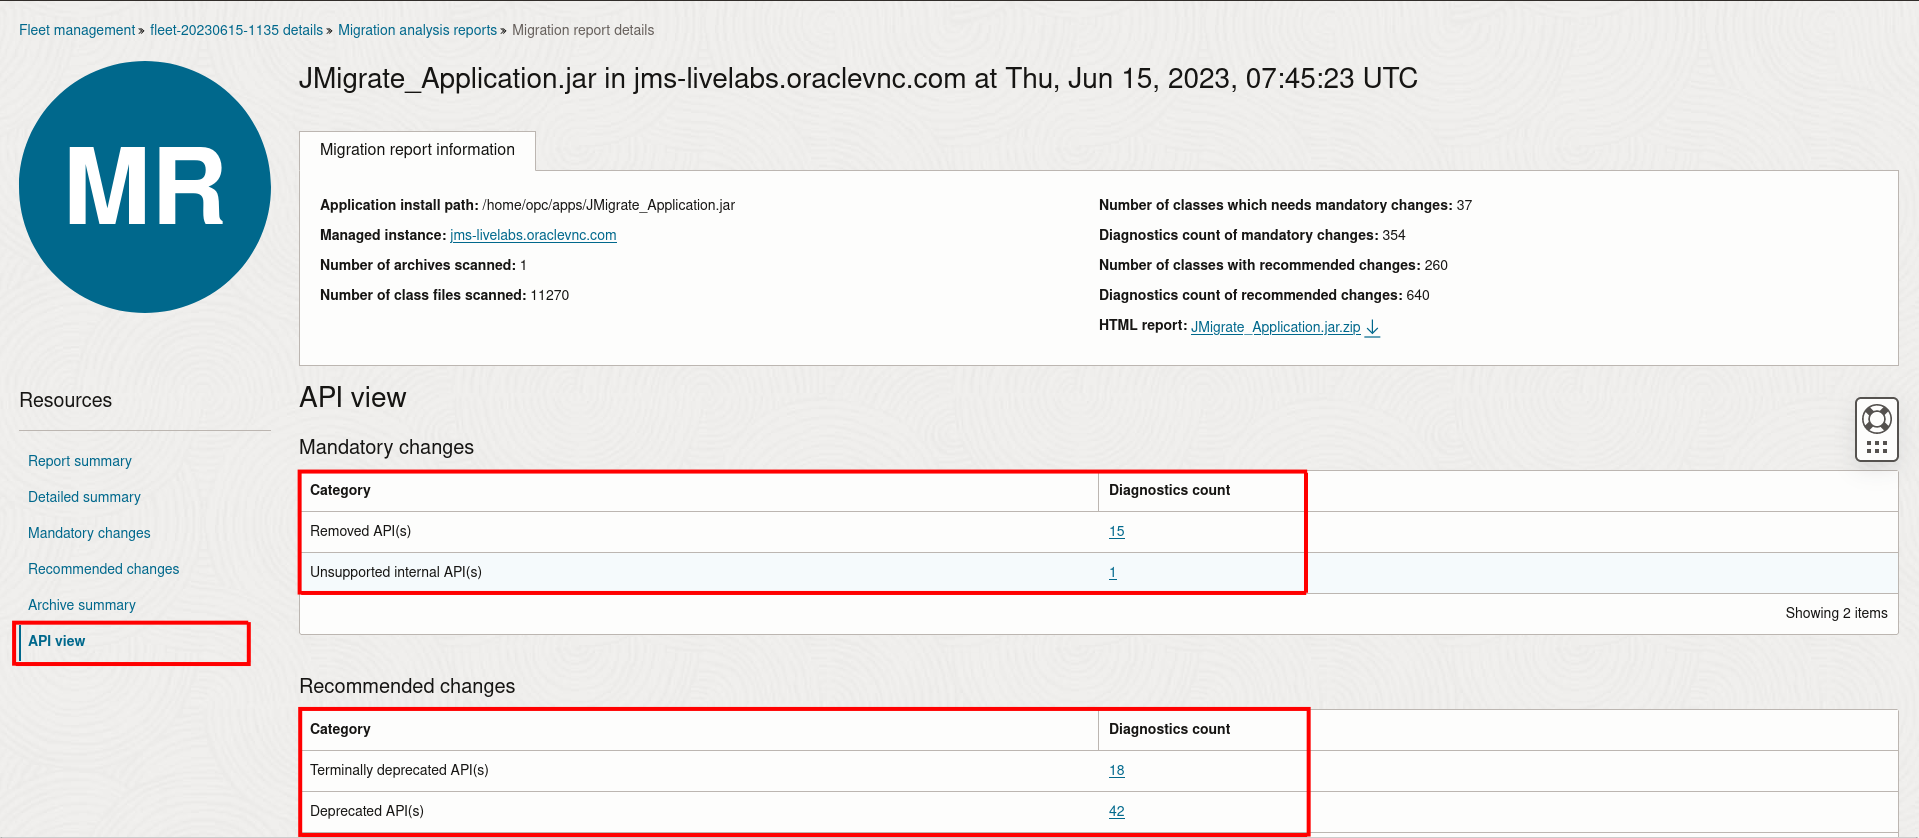 Fleet management » fleet-20230615-1135 details » Migration analysis reports » Migration report details
MR
JMigrate_Application.jar in jms-livelabs.oraclevnc.com at Thu, Jun 15, 2023, 07:45:23 UTC
Migration report information
Application install path: /home/opc/apps/JMigrate_Application.jar
Managed instance: jms-livelabs.oraclevnc.com
Number of archives scanned: 1
Number of class files scanned: 11270
Number of classes which needs mandatory changes: 37
Diagnostics count of mandatory changes: 354
Number of classes with recommended changes: 260
Diagnostics count of recommended changes: 640
HTML report: JMigrate_Application.jar.zip
Resources
Report summary
Detailed summary
Mandatory changes
Recommended changes
Archive summary
API view
API view
Mandatory changes
Category Diagnostics count
Removed API(s) 15
Unsupported internal API(s) 1
Showing 2 items
Recommended changes
Category Diagnostics count
Terminally deprecated API(s) 18
Deprecated API(s) 42